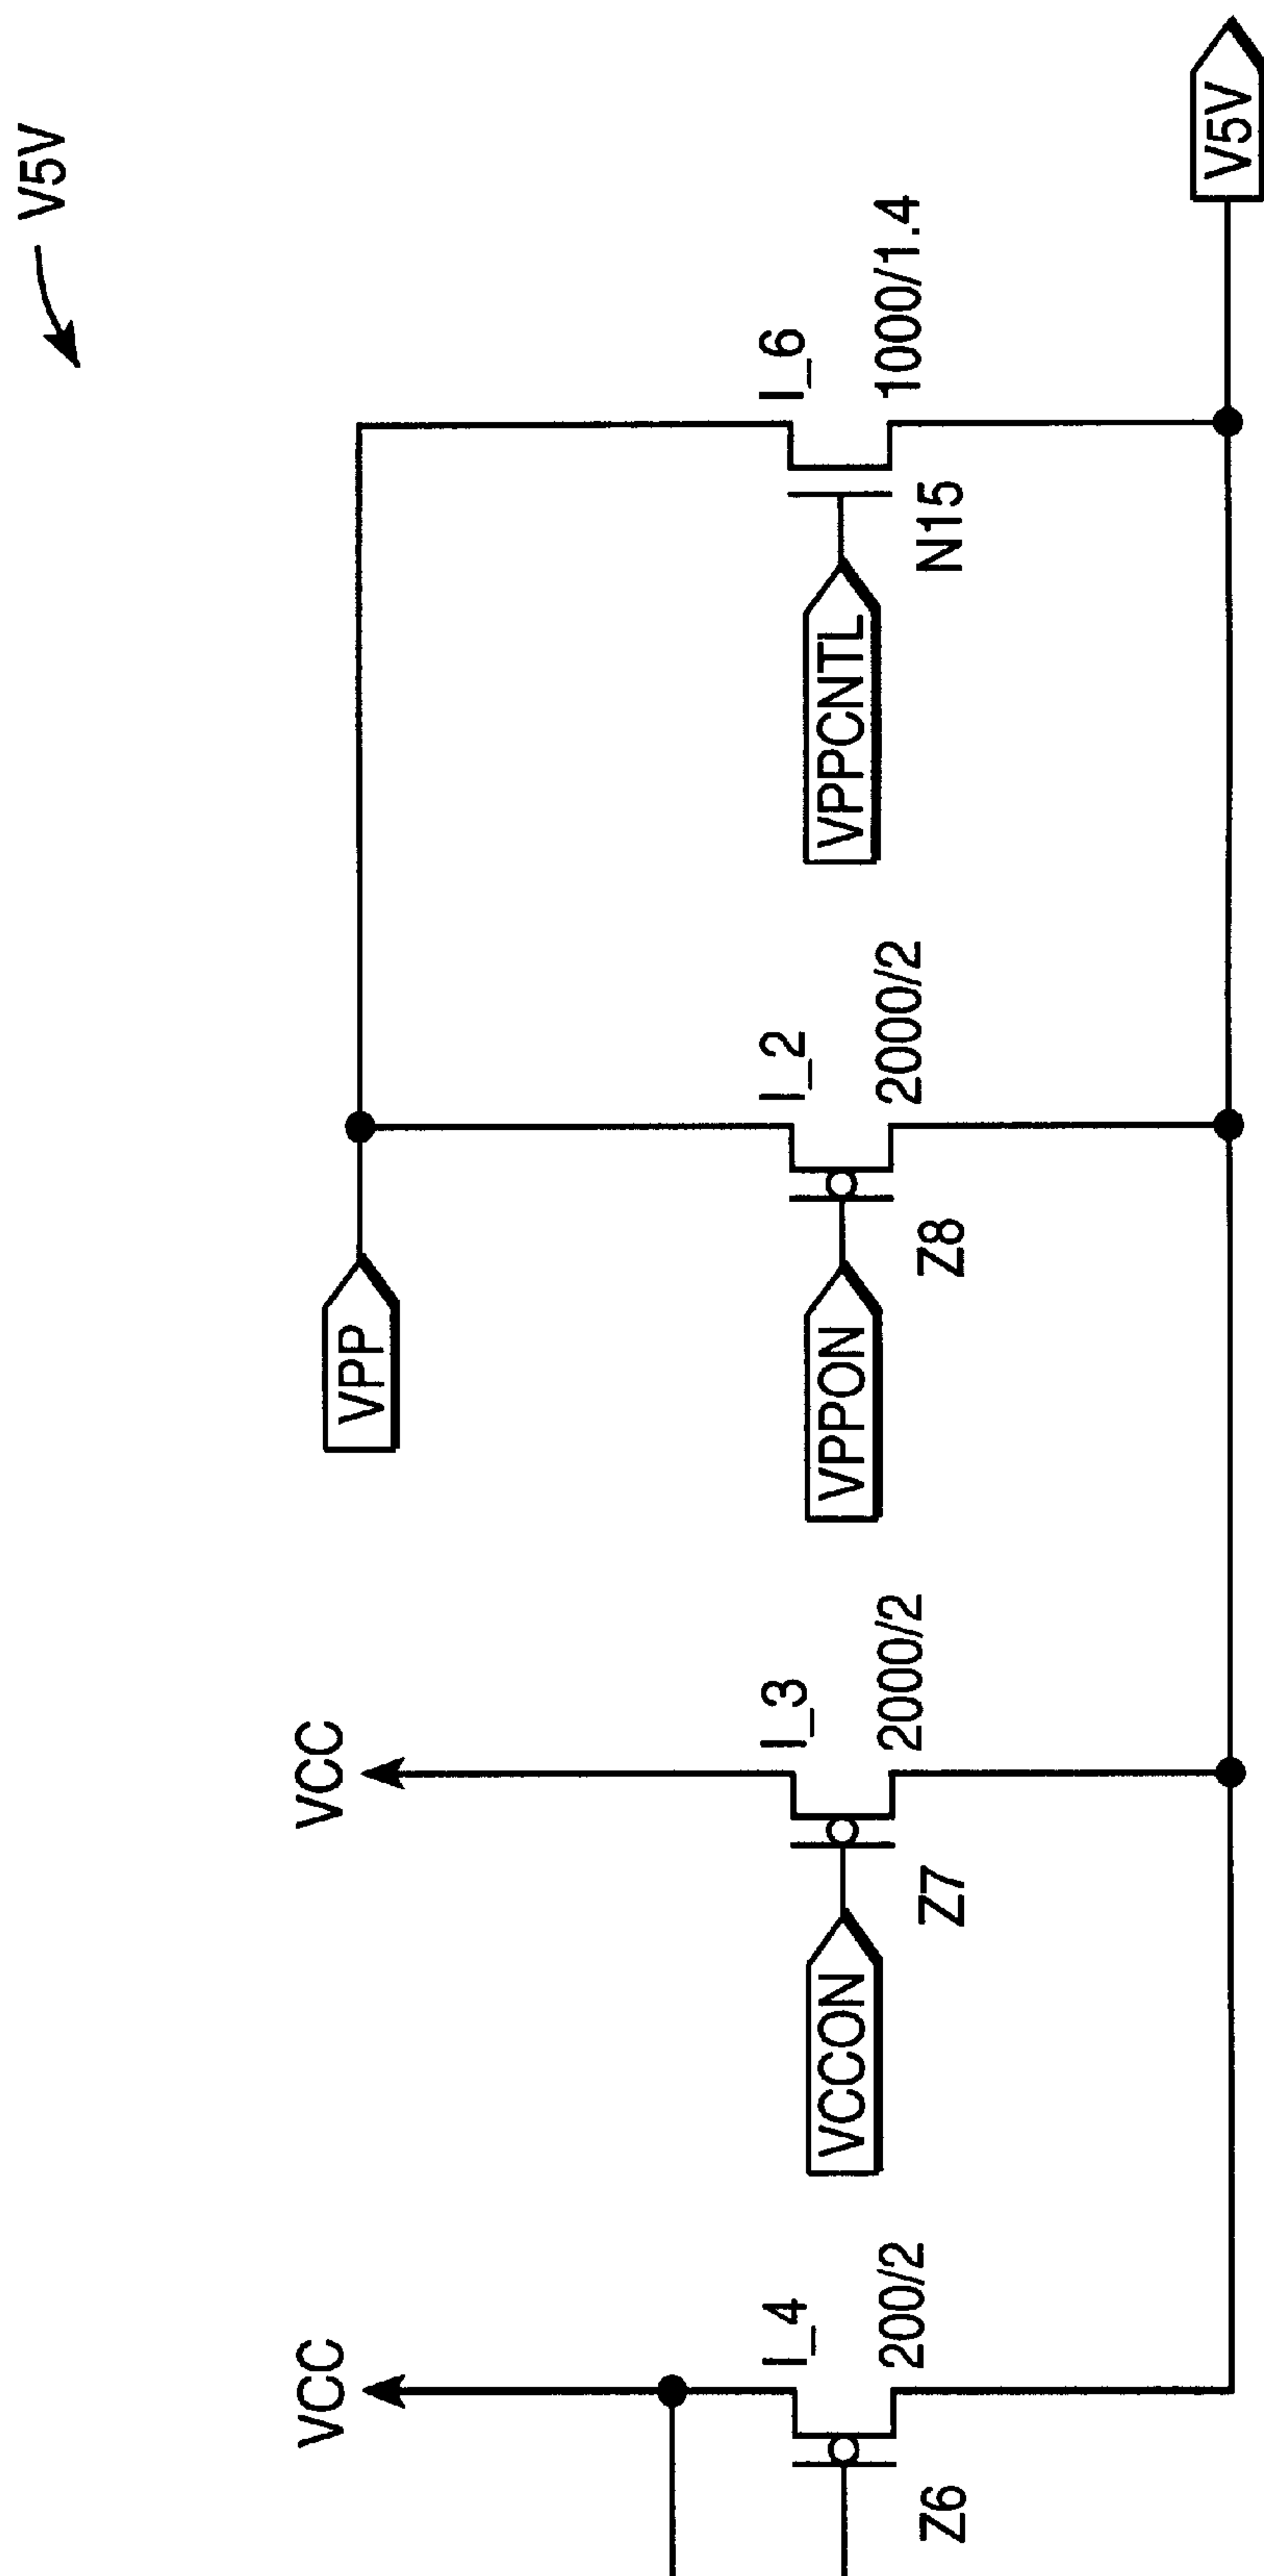 V5V
VCC
VCC
VPP
I_4
I_3
I_2
I_6
VCCON
VPPON
VPPCNTL
200/2
2000/2
2000/2
1000/1.4
Z6
Z7
Z8
N15
V5V